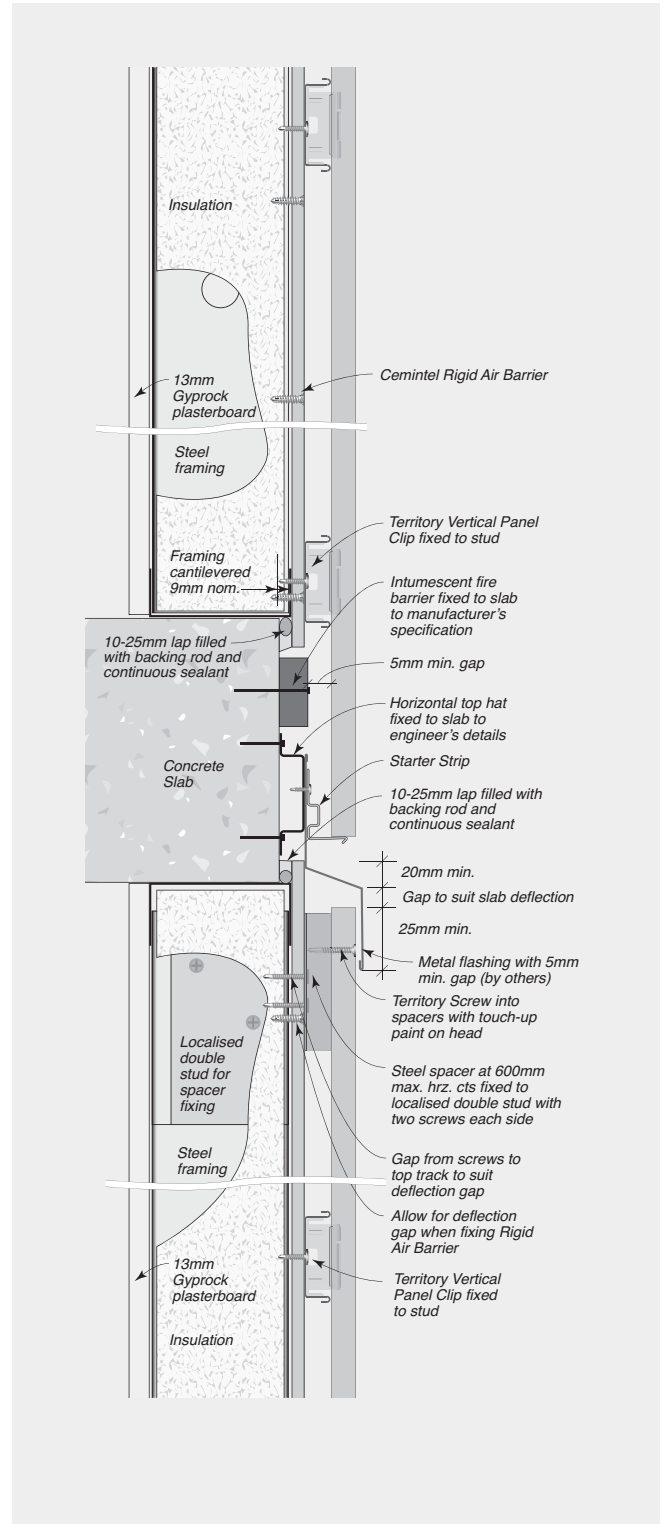 Insulation
13mm
Gyprock
plasterboard
Cemintel Rigid Air Barrier
Steel
framing
Territory Vertical Panel
Clip fixed to stud
Framing
cantilevered
9mm nom.
Intumescent fire
barrier fixed to slab
to manufacturer's
specification
10-25mm lap filled
with backing rod and
continuous sealant
5mm min. gap
Horizontal top hat
fixed to slab to
engineer's details
Concrete
Slab
Starter Strip
10-25mm lap filled with
backing rod and
continuous sealant
20mm min.
Gap to suit slab deflection
25mm min.
Metal flashing with 5mm
min. gap (by others)
Territory Screw into
spacers with touch-up
paint on head
Localised
double
stud for
spacer
fixing
Steel spacer at 600mm
max. hrz. cts fixed to
localised double stud with
two screws each side
Steel
framing
Gap from screws to
top track to suit
deflection gap
Allow for deflection
gap when fixing Rigid
Air Barrier
13mm
Gyprock
plasterboard
Territory Vertical
Panel Clip fixed
to stud
Insulation